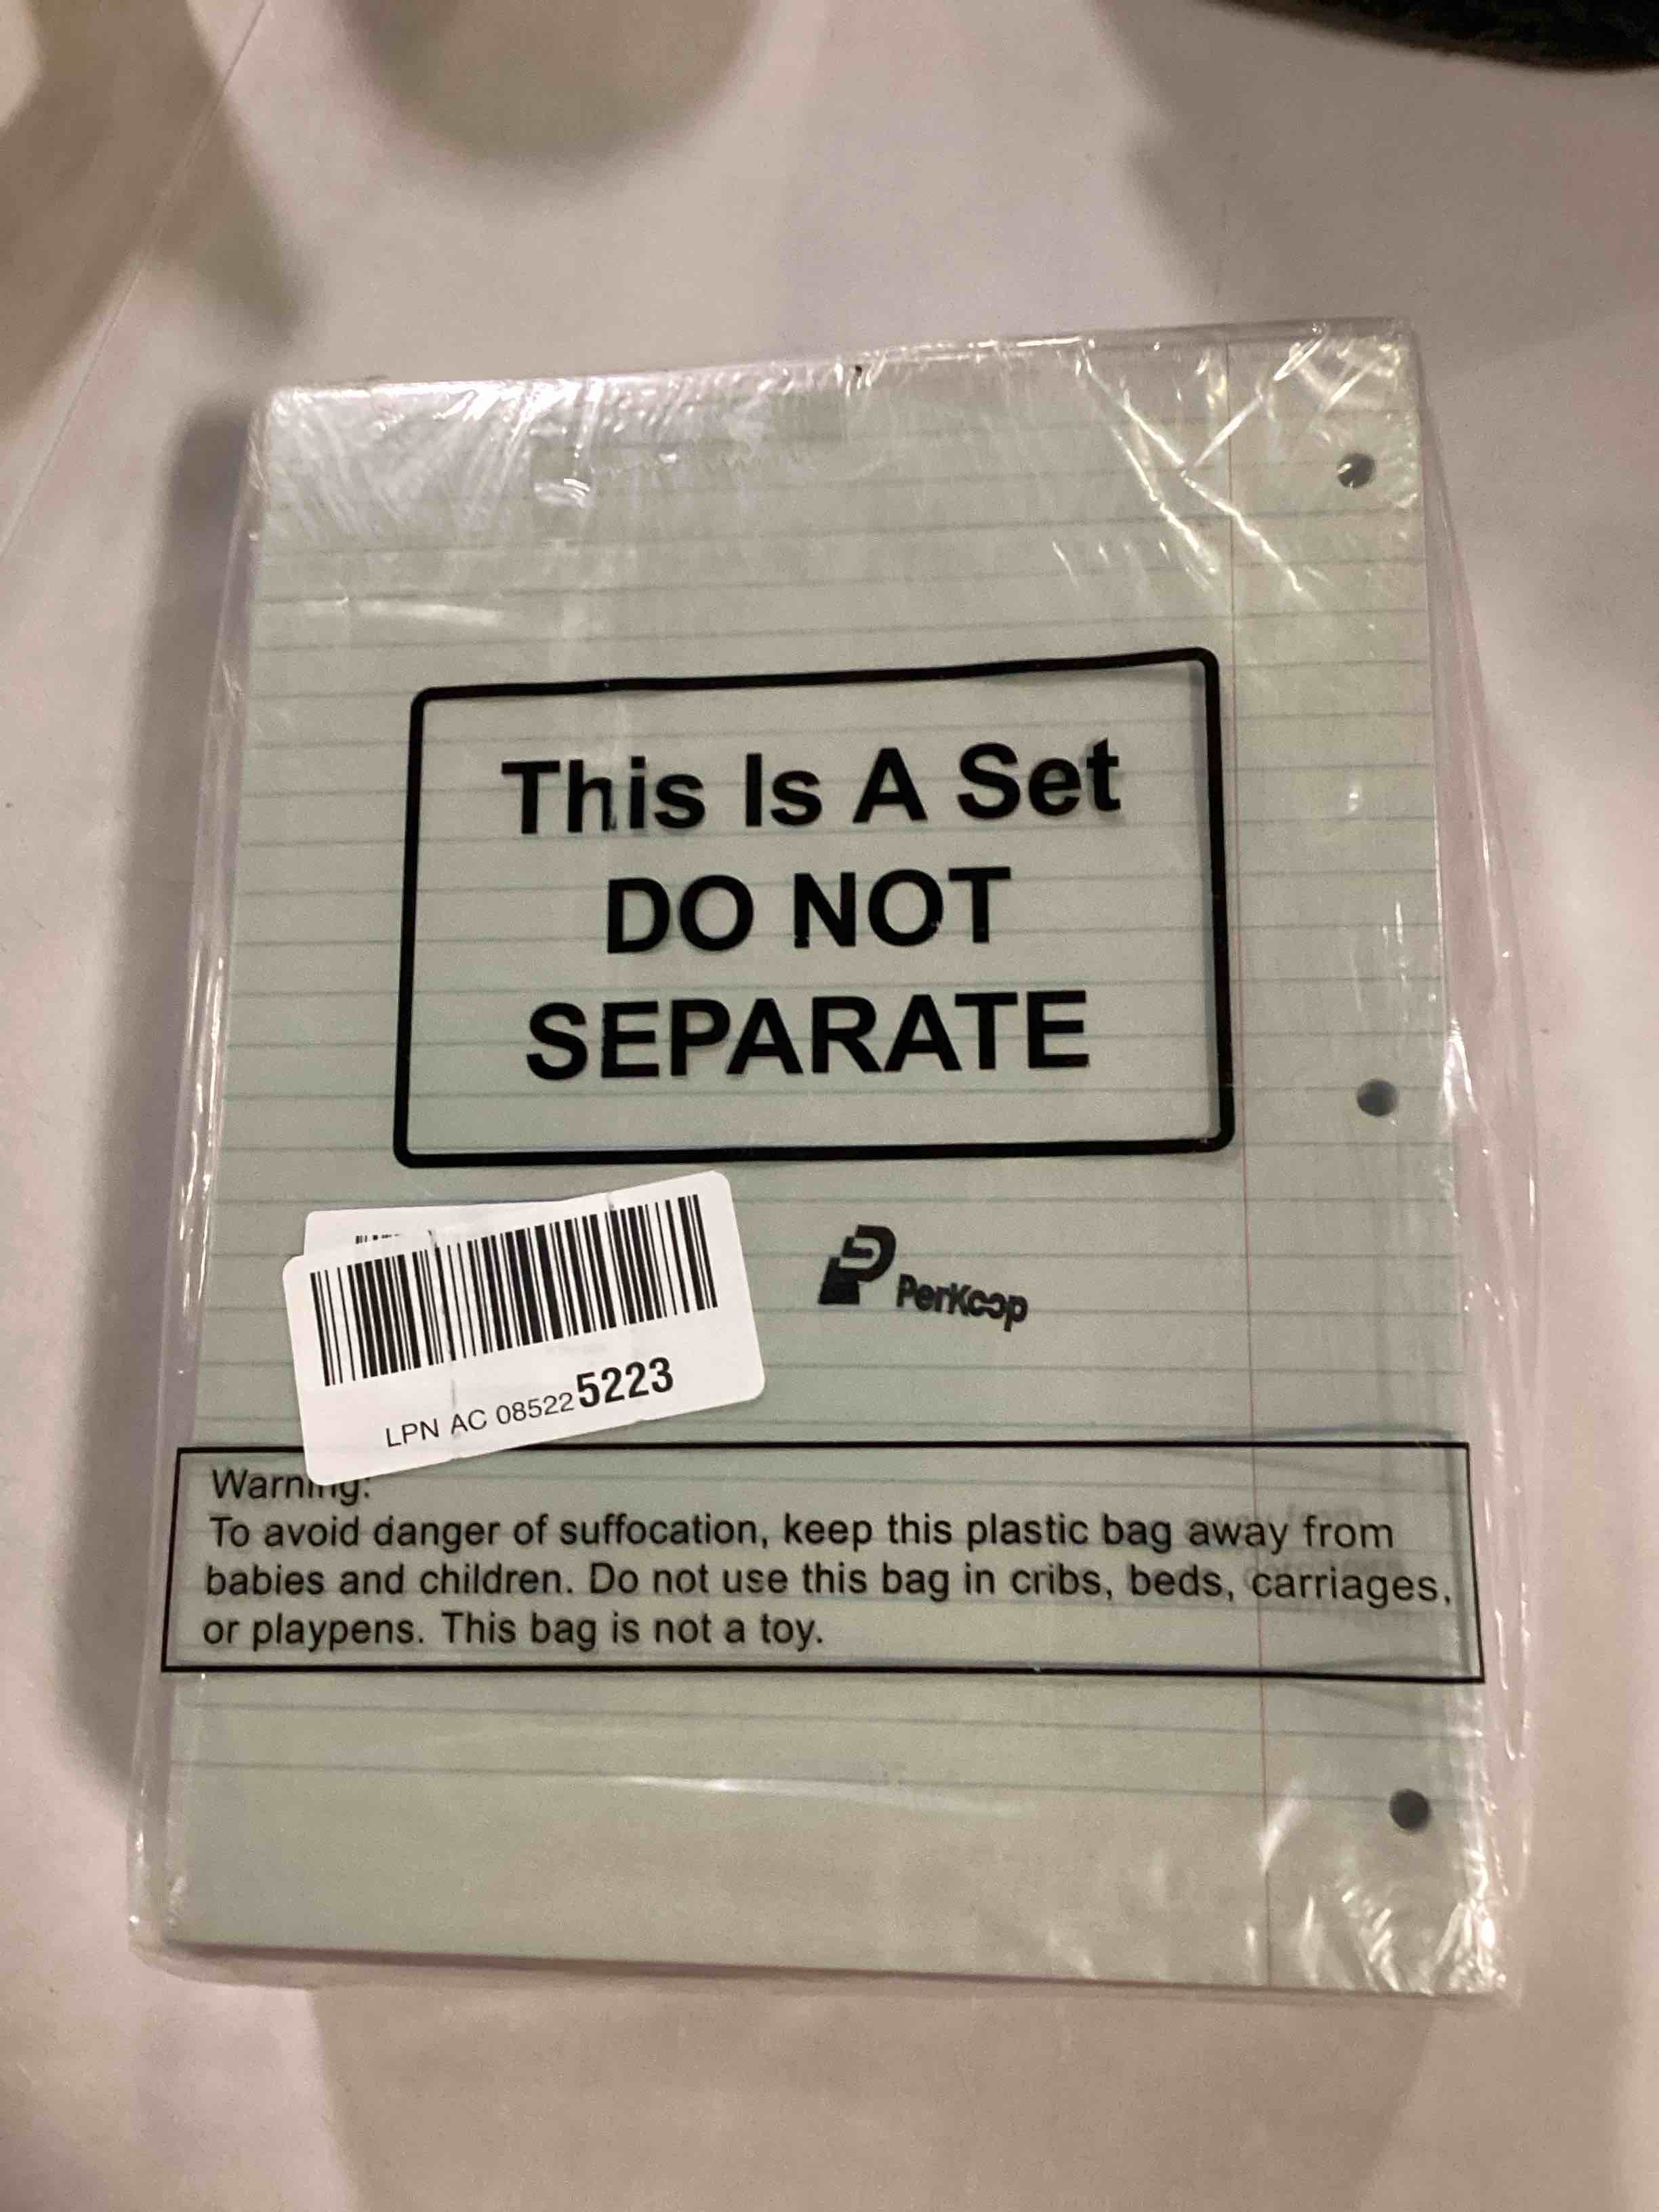 This Is A Set
DO NOT
SEPARATE
PerKoop
LPN AC 085225223
Warning:
To avoid danger of suffocation, keep this plastic bag away from
babies and children. Do not use this bag in cribs, beds, carriages,
or playpens. This bag is not a toy.